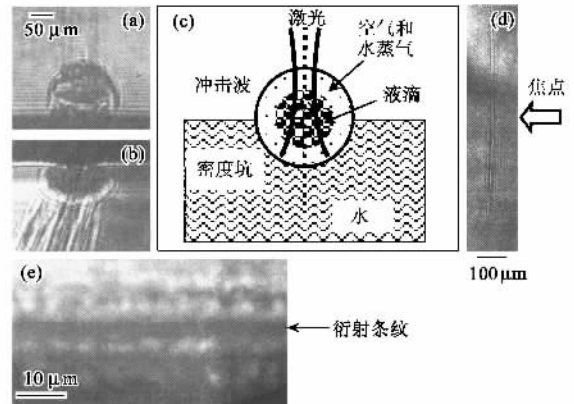 (a)
50 μm
(b)
(c)
激光
空气和
水蒸气
冲击波
液滴
密度坑
水
(d)
焦点
100 μm
(e)
衍射条纹
10 μm